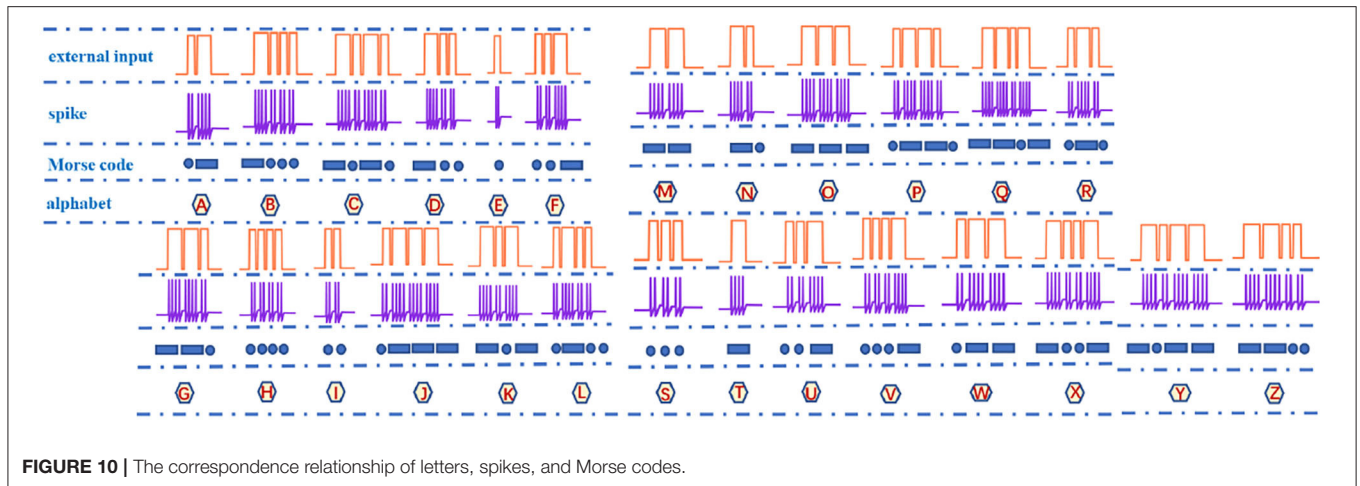 external input
spike
Morse code
alphabet
A B C D E F
M N O P Q R
G H I J K L
S T U V W X Y Z
FIGURE 10 | The correspondence relationship of letters, spikes, and Morse codes.